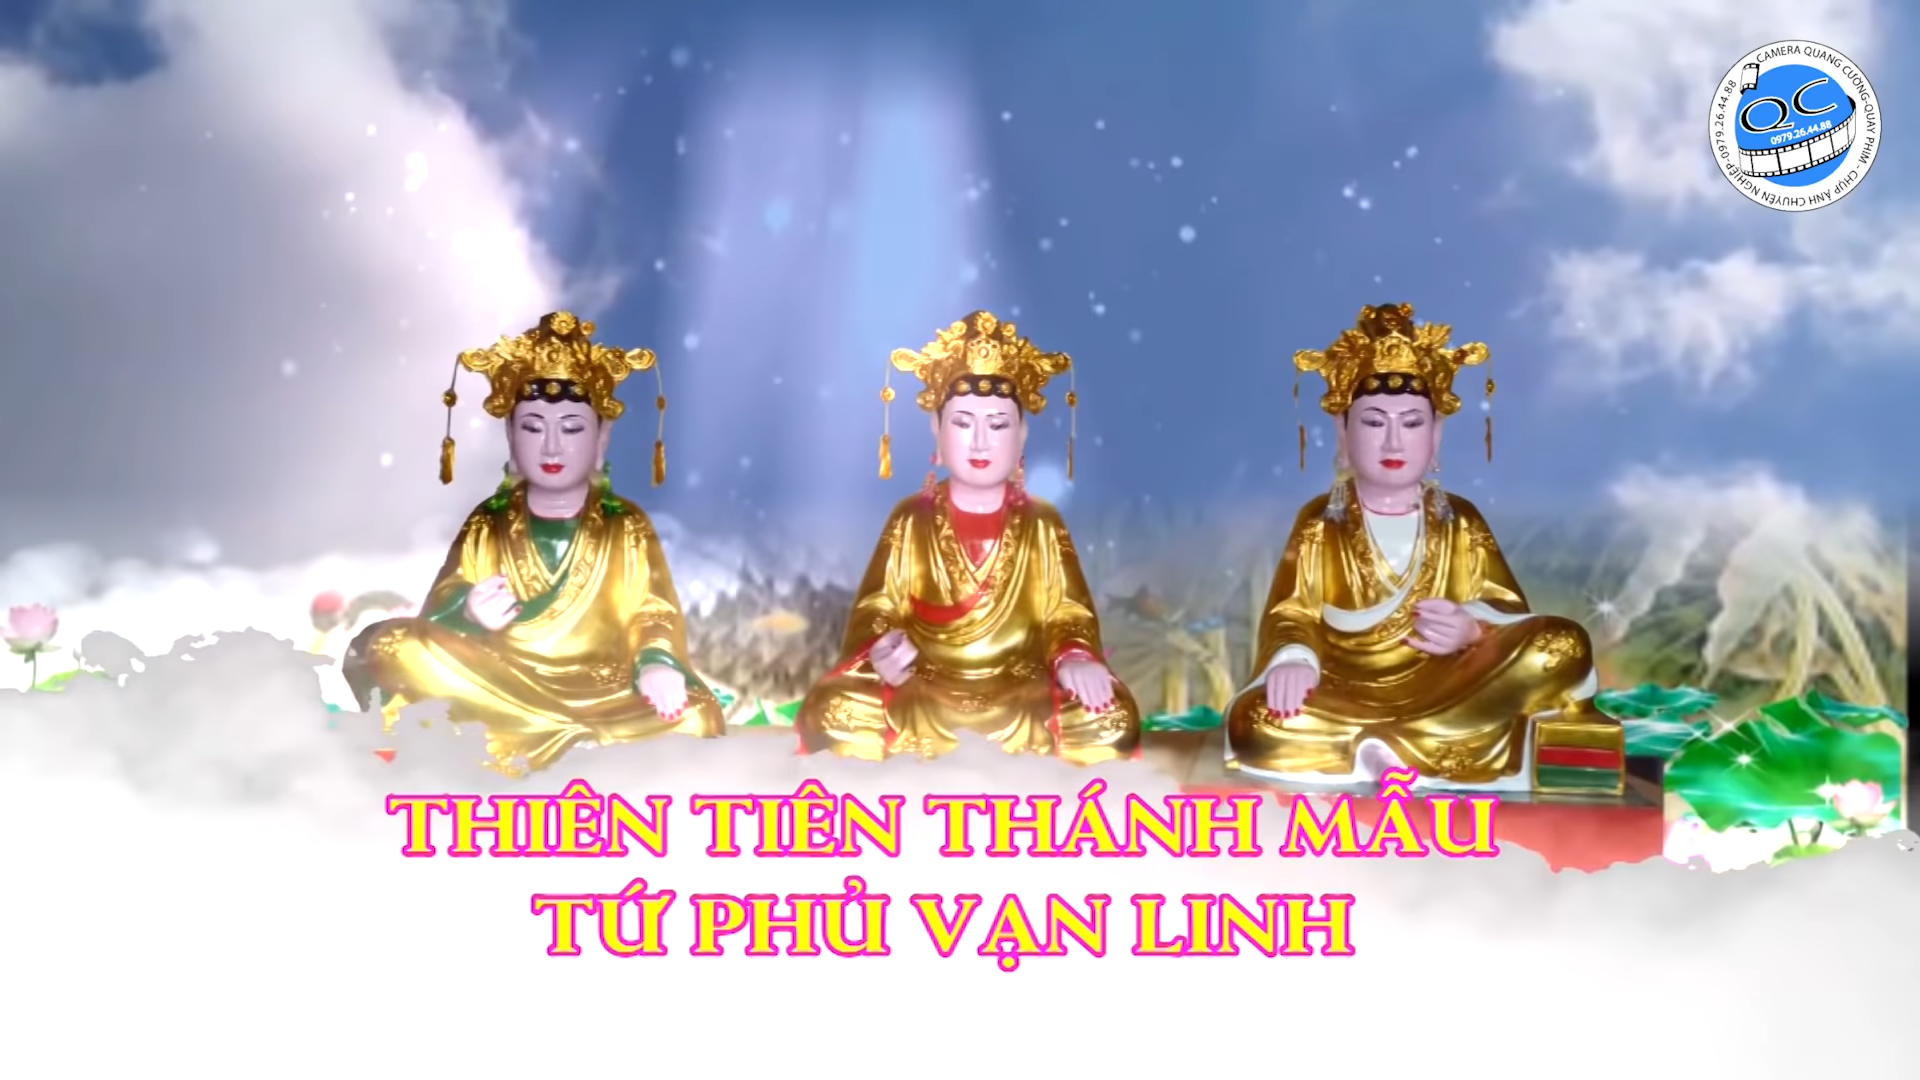 CAMERA QUANG CƯỜNG-QUAY PHIM - CHỤP ẢNH CHUYÊN NGHIỆP-0979.26.44.88
QC
0979.26.44.88
THIÊN TIÊN THÁNH MẪU
TỨ PHỦ VẠN LINH